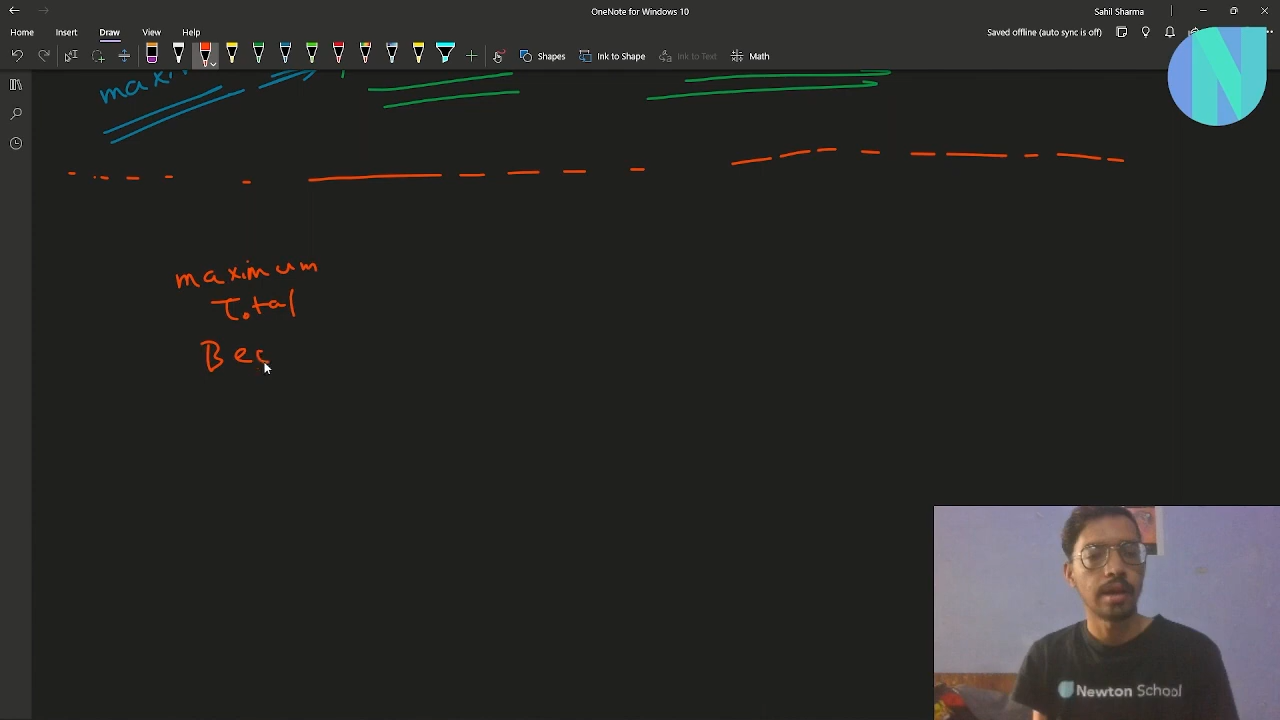 OneNote for Windows 10
Sahil Sharma
Home Insert Draw View Help
Saved offline (auto sync is off)
Shapes Ink to Shape Ink to Text Math
maxim
maximum
Total
Bec
Newton School